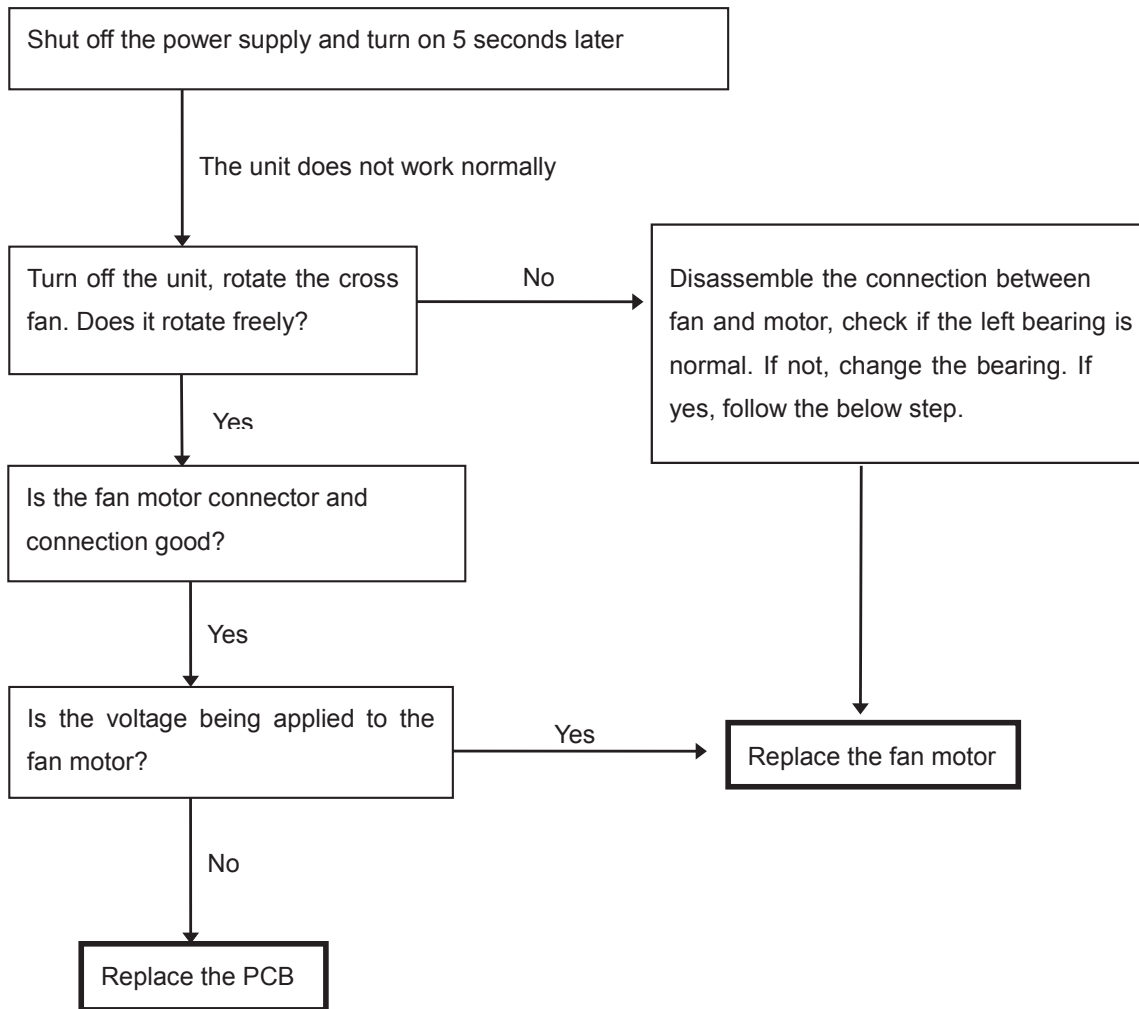 Shut off the power supply and turn on 5 seconds later
The unit does not work normally
Turn off the unit, rotate the cross
fan. Does it rotate freely?
No
Disassemble the connection between
fan and motor, check if the left bearing is
normal. If not, change the bearing. If
yes, follow the below step.
Yes
Is the fan motor connector and
connection good?
Yes
Is the voltage being applied to the
fan motor?
Yes
Replace the fan motor
No
Replace the PCB